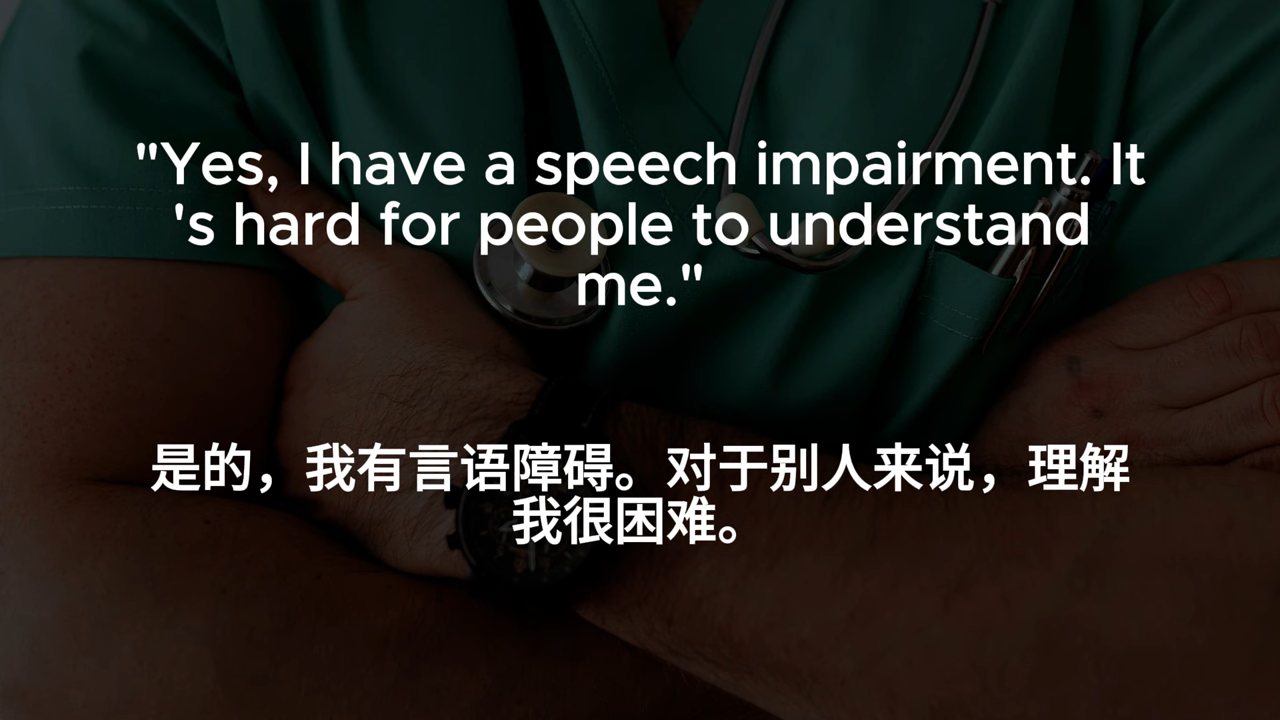 "Yes, I have a speech impairment. It
's hard for people to understand
me."
是的，我有言语障碍。对于别人来说，理解
我很困难。